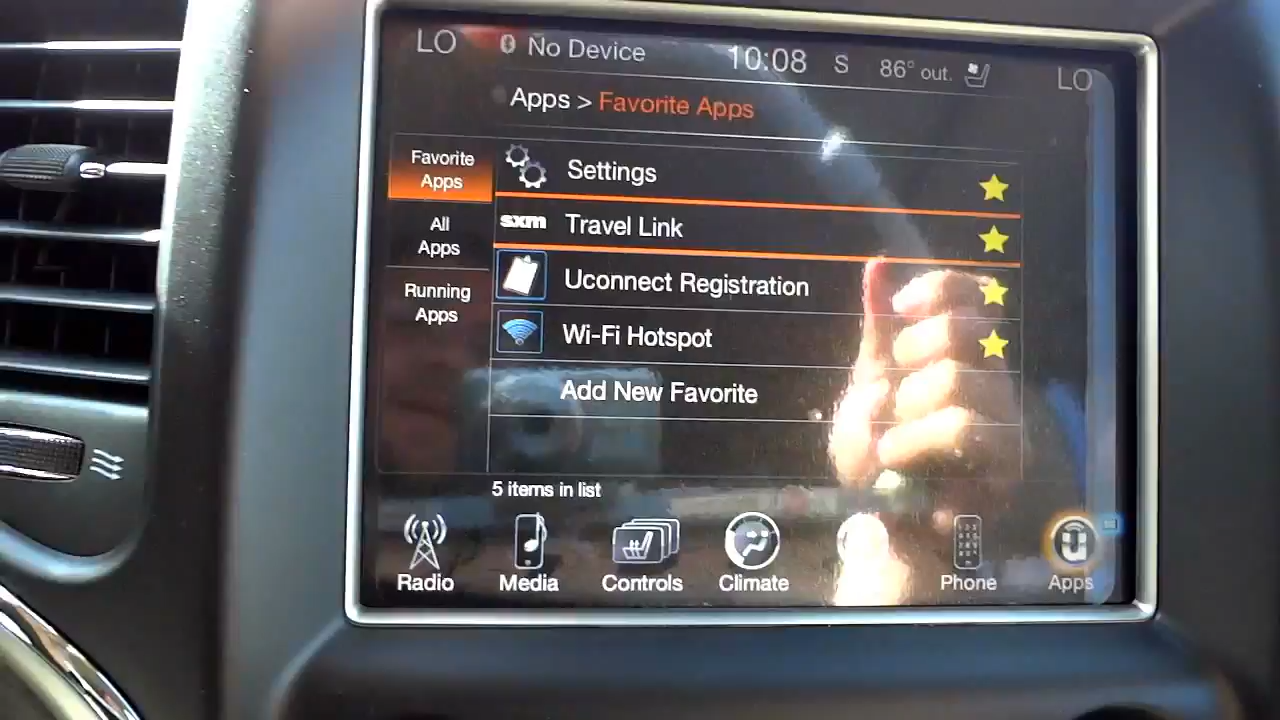 LO No Device 10:08 S 86° out. LO
Apps > Favorite Apps
Favorite
Apps
All
Apps
Running
Apps
Settings
sxm Travel Link
Uconnect Registration
Wi-Fi Hotspot
Add New Favorite
5 items in list
Radio Media Controls Climate Phone Apps